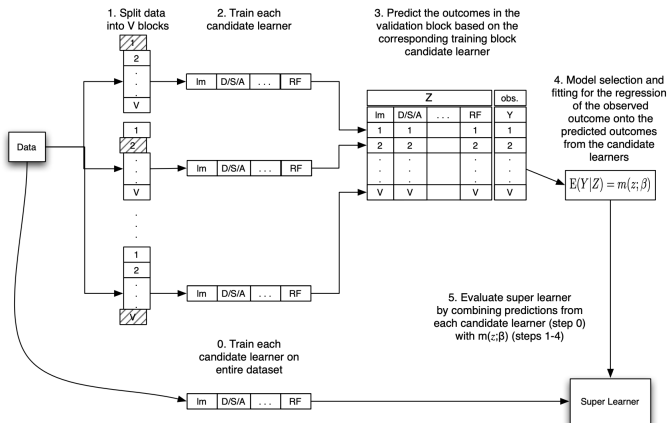 1. Split data
into V blocks
2. Train each
candidate learner
3. Predict the outcomes in the
validation block based on the
corresponding training block
candidate learner
4. Model selection and
fitting for the regression
of the observed
outcome onto the
predicted outcomes
from the candidate
learners
Data
1
2
.
.
.
V
lm D/S/A . . . RF
1
2
.
.
.
V
lm D/S/A . . . RF
.
.
.
1
2
.
.
.
V
lm D/S/A . . . RF
Z obs.
lm D/S/A . . . RF Y
1 1 1 1
2 2 2 2
. . . .
. . . .
. . . .
V V V V
E(Y|Z) = m(z; β)
5. Evaluate super learner
by combining predictions from
each candidate learner (step 0)
with m(z;β) (steps 1-4)
0. Train each
candidate learner on
entire dataset
lm D/S/A . . . RF
Super Learner